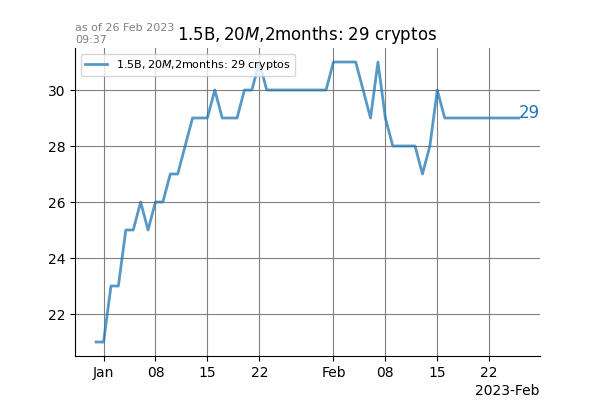 as of 26 Feb 2023
09:37
1.5B, 20M,2months: 29 cryptos
1.5B, 20M,2months: 29 cryptos
30
28
26
24
22
29
Jan
08
15
22
Feb
08
15
22
2023-Feb